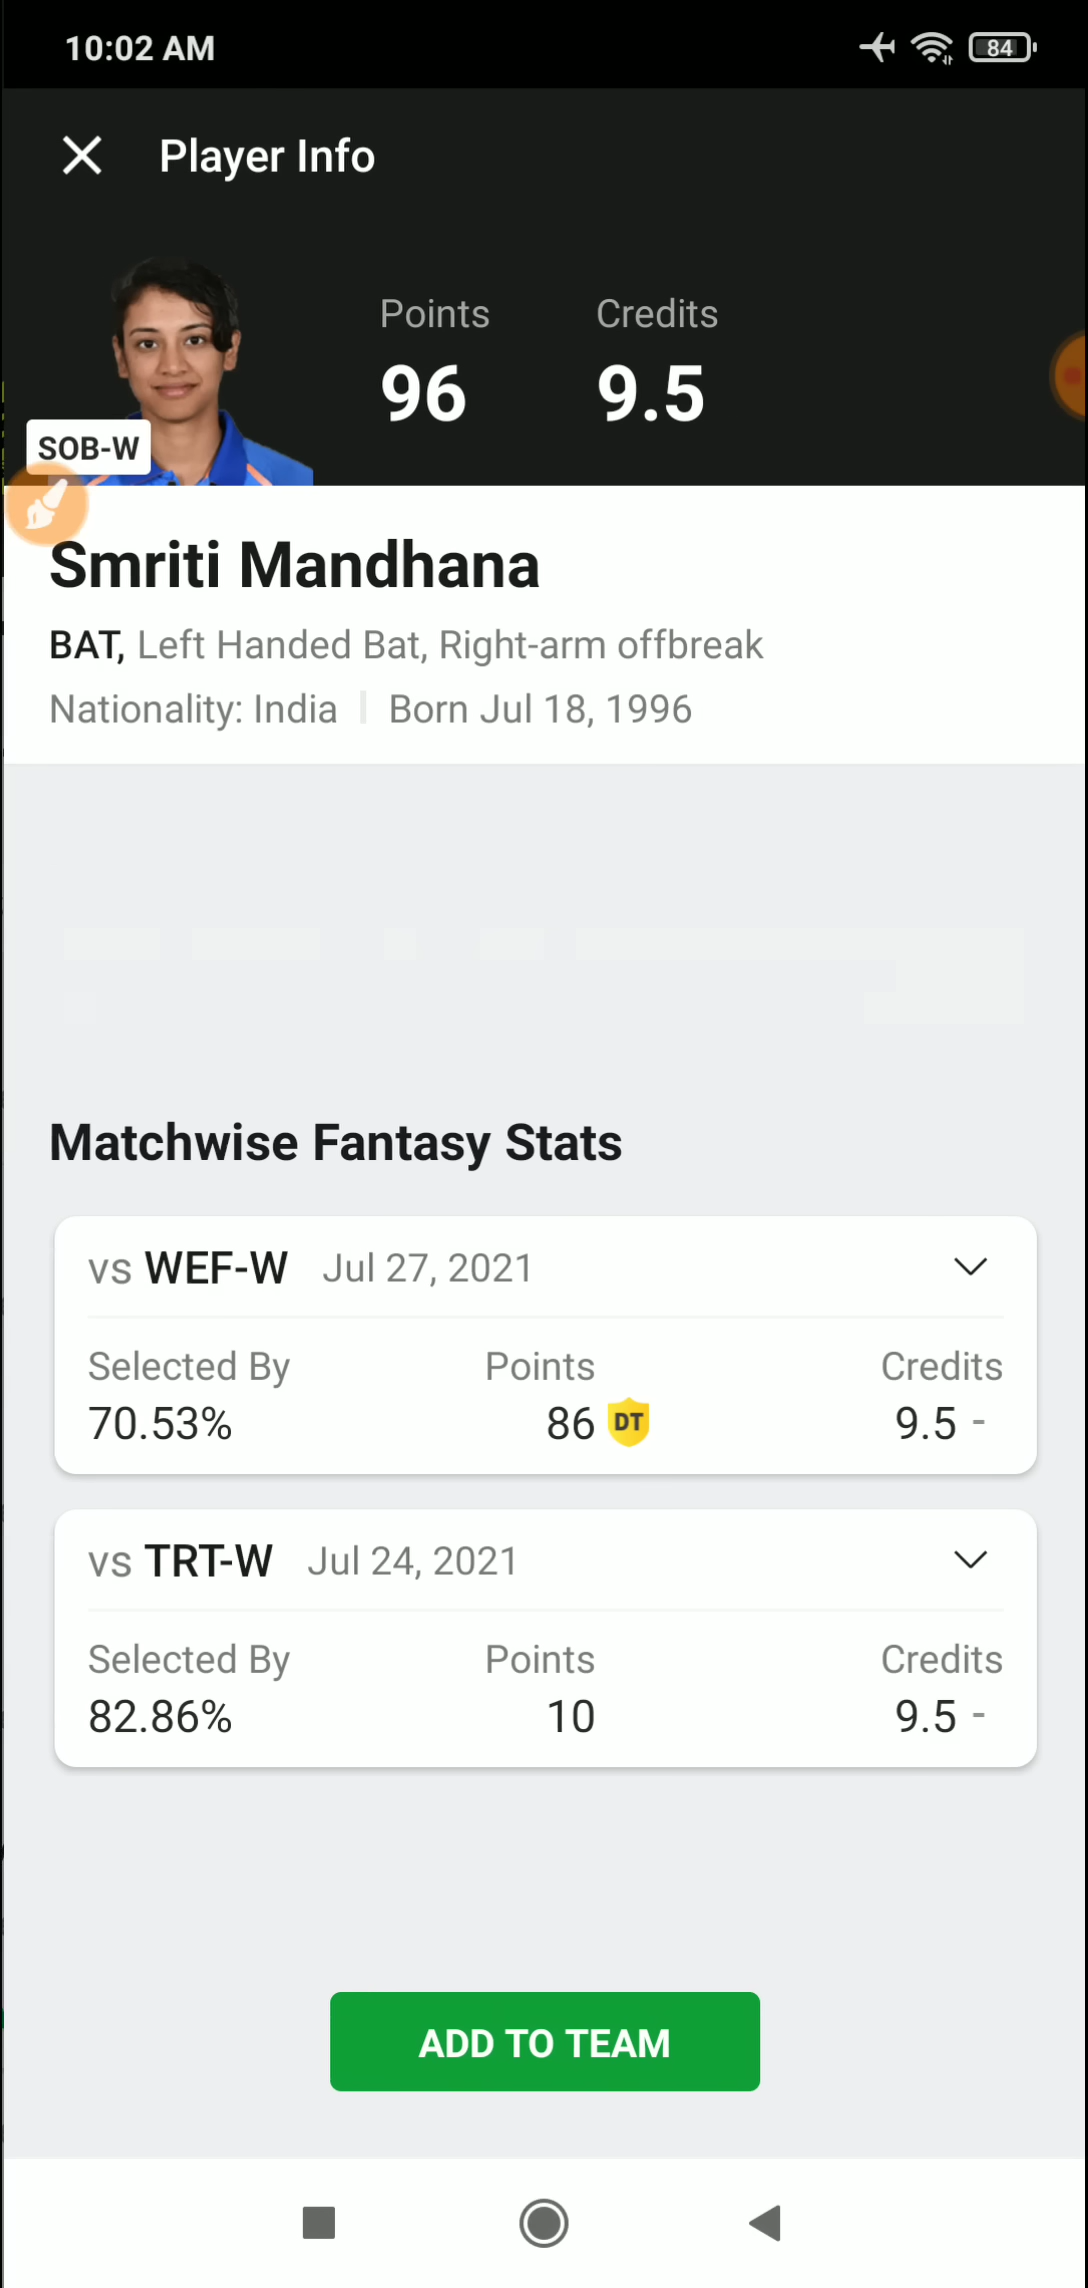 10:02 AM 84
Player Info
Points Credits
96 9.5
SOB-W
Smriti Mandhana
BAT, Left Handed Bat, Right-arm offbreak
Nationality: India Born Jul 18, 1996
Matchwise Fantasy Stats
vs WEF-W Jul 27, 2021
Selected By Points Credits
70.53% 86 DT 9.5 -
vs TRT-W Jul 24, 2021
Selected By Points Credits
82.86% 10 9.5 -
ADD TO TEAM